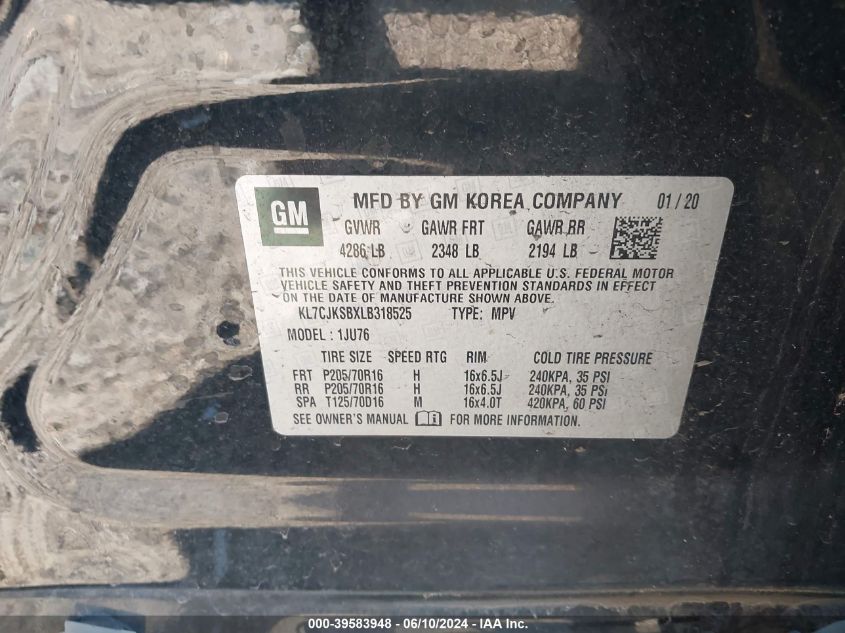 GM MFD BY GM KOREA COMPANY 01/20
GVWR GAWR FRT GAWR RR
4286 LB 2348 LB 2194 LB
THIS VEHICLE CONFORMS TO ALL APPLICABLE U.S. FEDERAL MOTOR
VEHICLE SAFETY AND THEFT PREVENTION STANDARDS IN EFFECT
ON THE DATE OF MANUFACTURE SHOWN ABOVE.
KL7CJKSBXLB318525 TYPE: MPV
MODEL: 1JU76
TIRE SIZE SPEED RTG RIM COLD TIRE PRESSURE
FRT P205/70R16 H 16x6.5J 240KPA, 35 PSI
RR P205/70R16 H 16x6.5J 240KPA, 35 PSI
SPA T125/70D16 M 16x4.0T 420KPA, 60 PSI
SEE OWNER'S MANUAL FOR MORE INFORMATION.
000-39583948 - 06/10/2024 - © IAA Holdings, LLC.